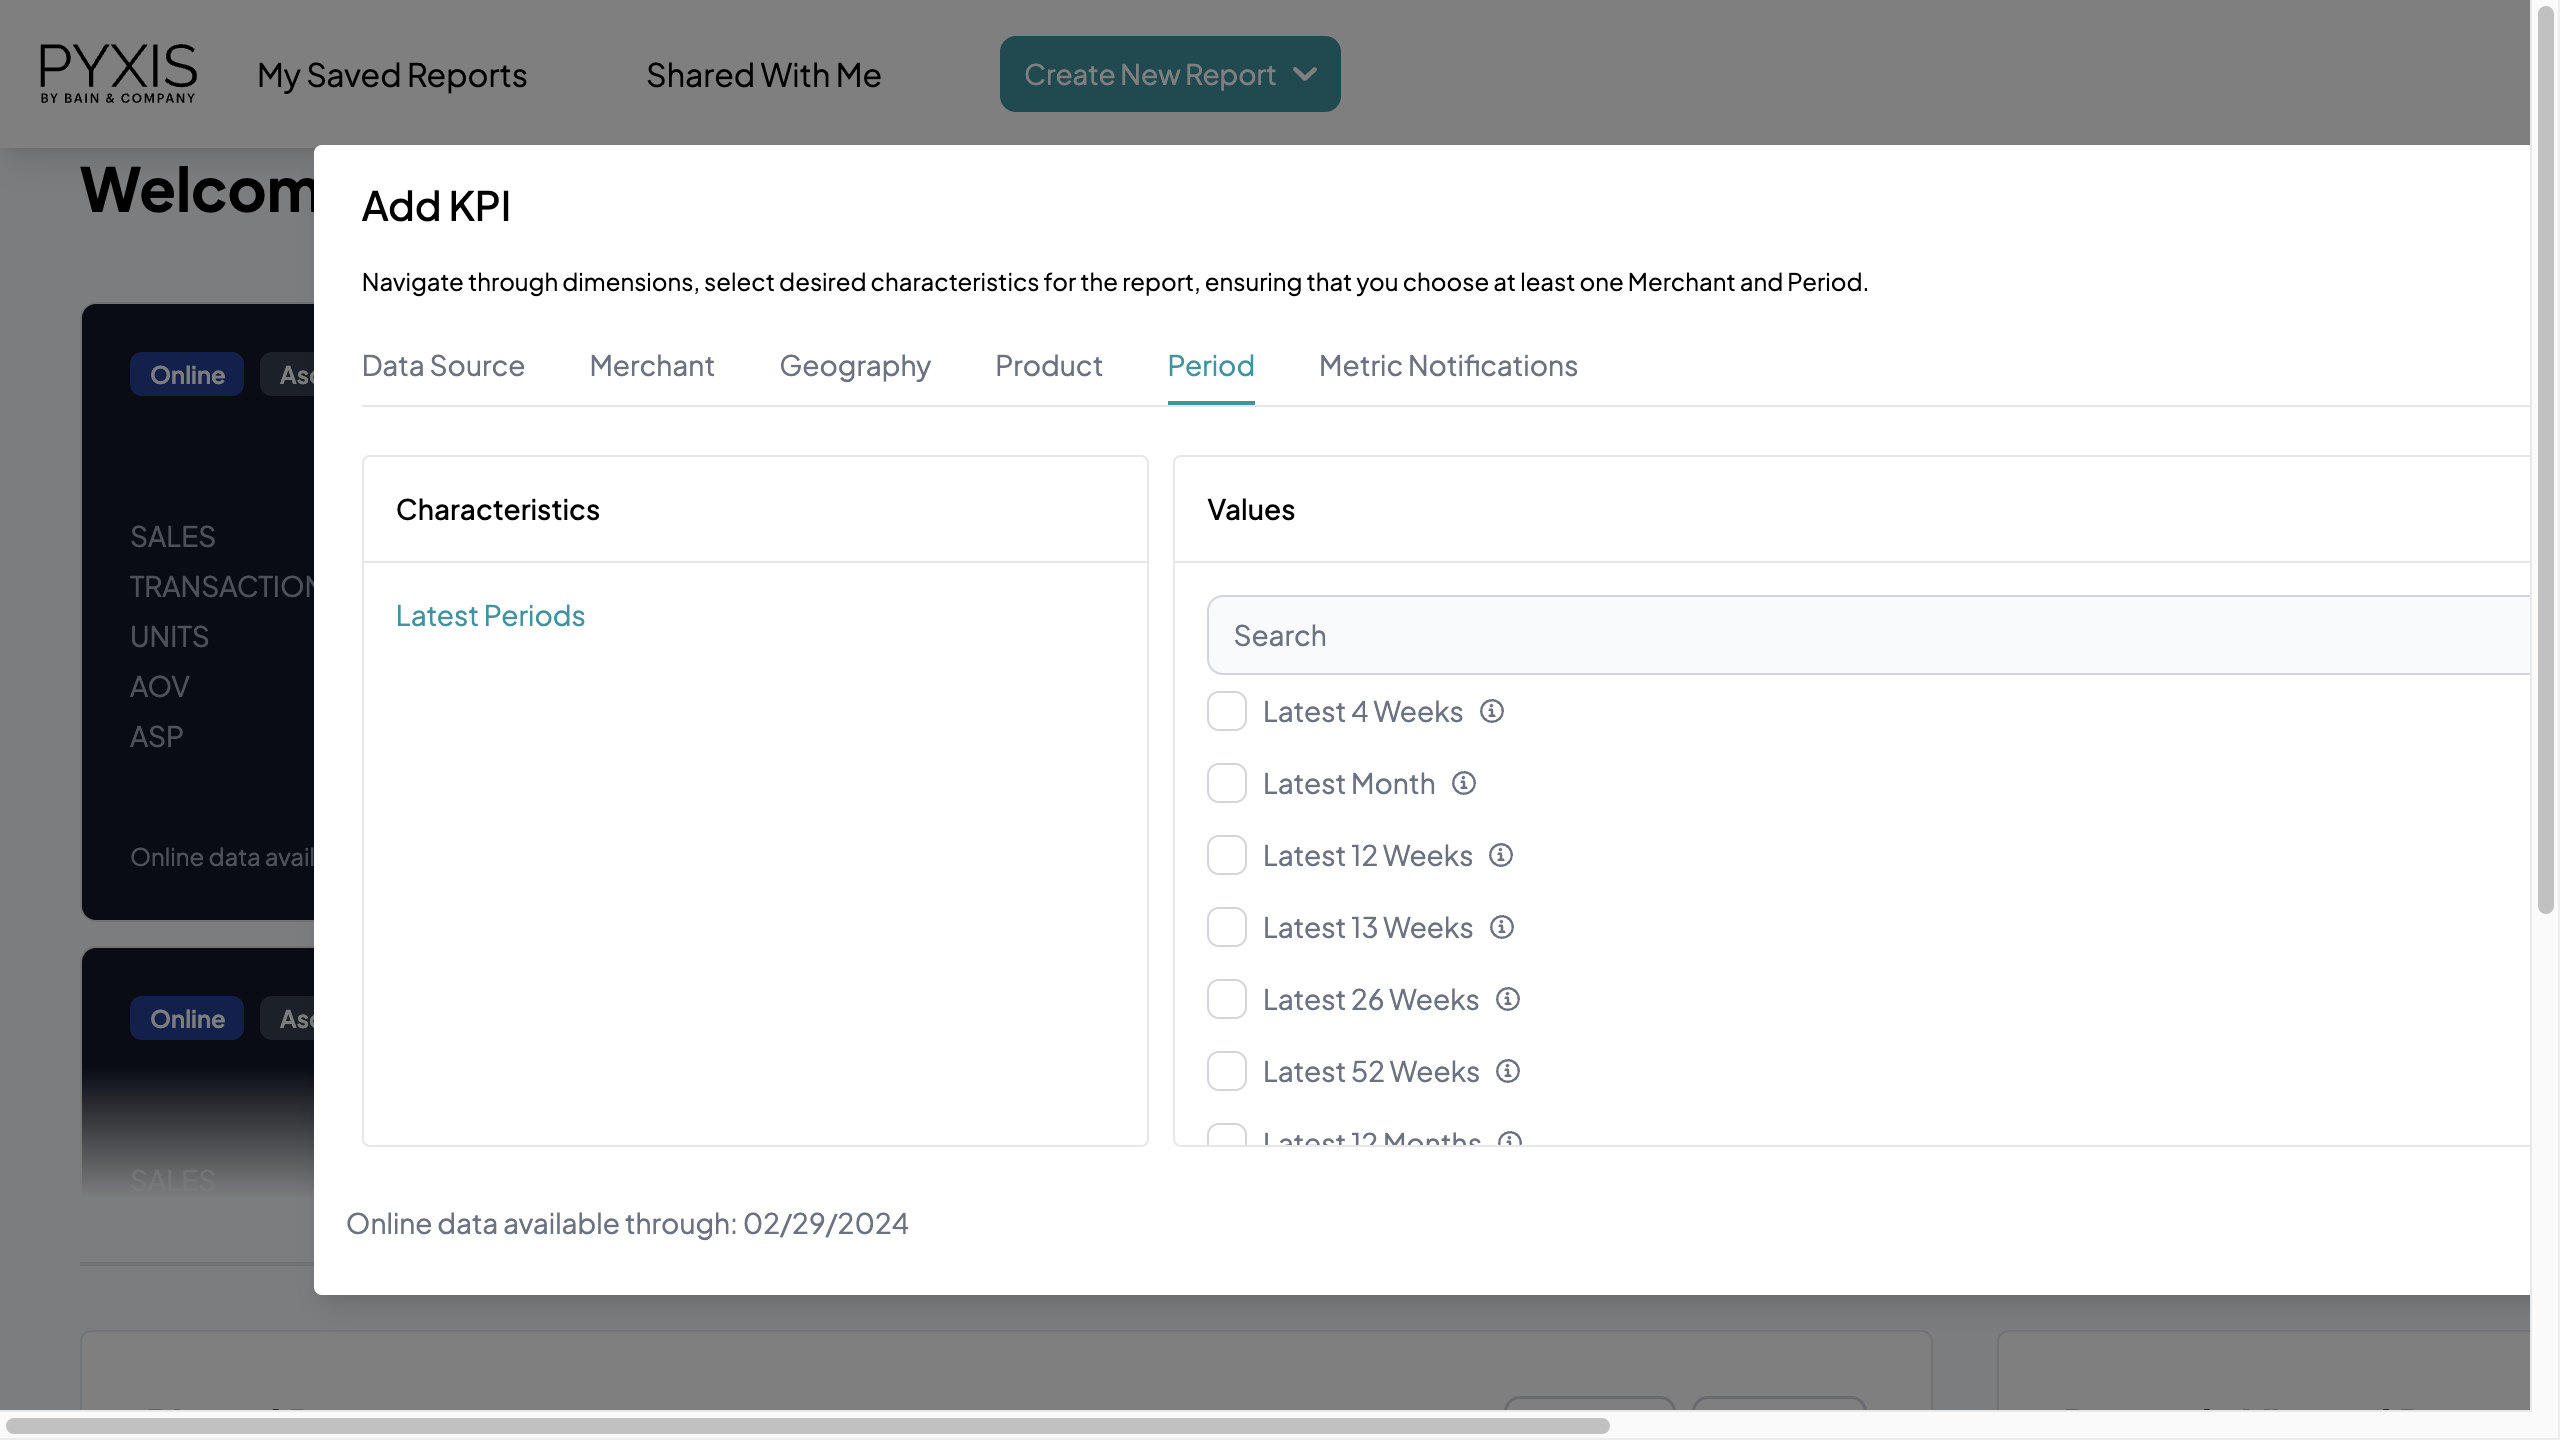 PYXIS
BY BAIN & COMPANY
My Saved Reports
Shared With Me
Create New Report
Welcom
Add KPI
Navigate through dimensions, select desired characteristics for the report, ensuring that you choose at least one Merchant and Period.
Data Source
Merchant
Geography
Product
Period
Metric Notifications
Online
Characteristics
Values
Latest Periods
Search
Latest 4 Weeks
Latest Month
Latest 12 Weeks
Latest 13 Weeks
Latest 26 Weeks
Latest 52 Weeks
Latest 12 Months
SALES
TRANSACTION
UNITS
AOV
ASP
Online data avail
Online
SALES
Online data available through: 02/29/2024